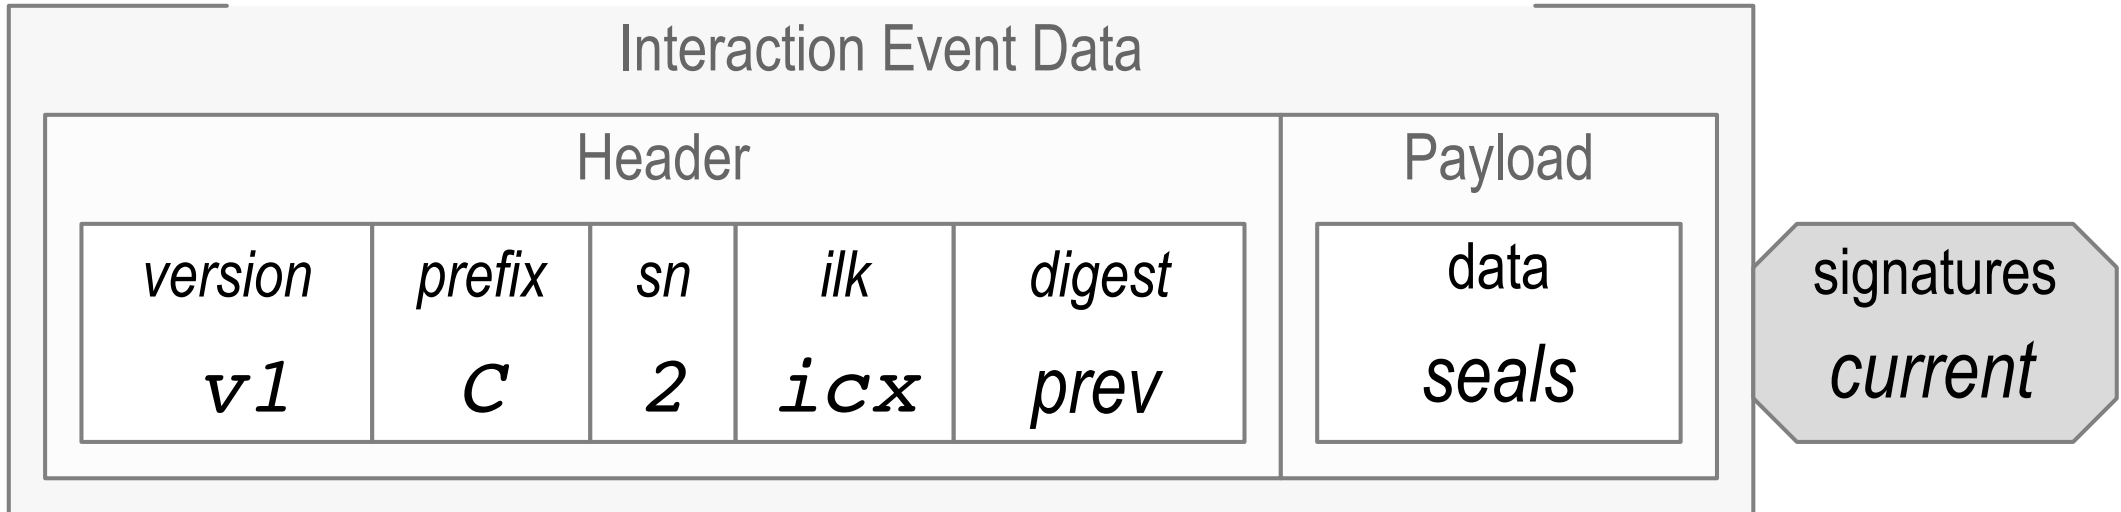 Interaction Event Data
Header Payload
version prefix sn ilk digest data signatures
v1 C 2 icx prev seals current